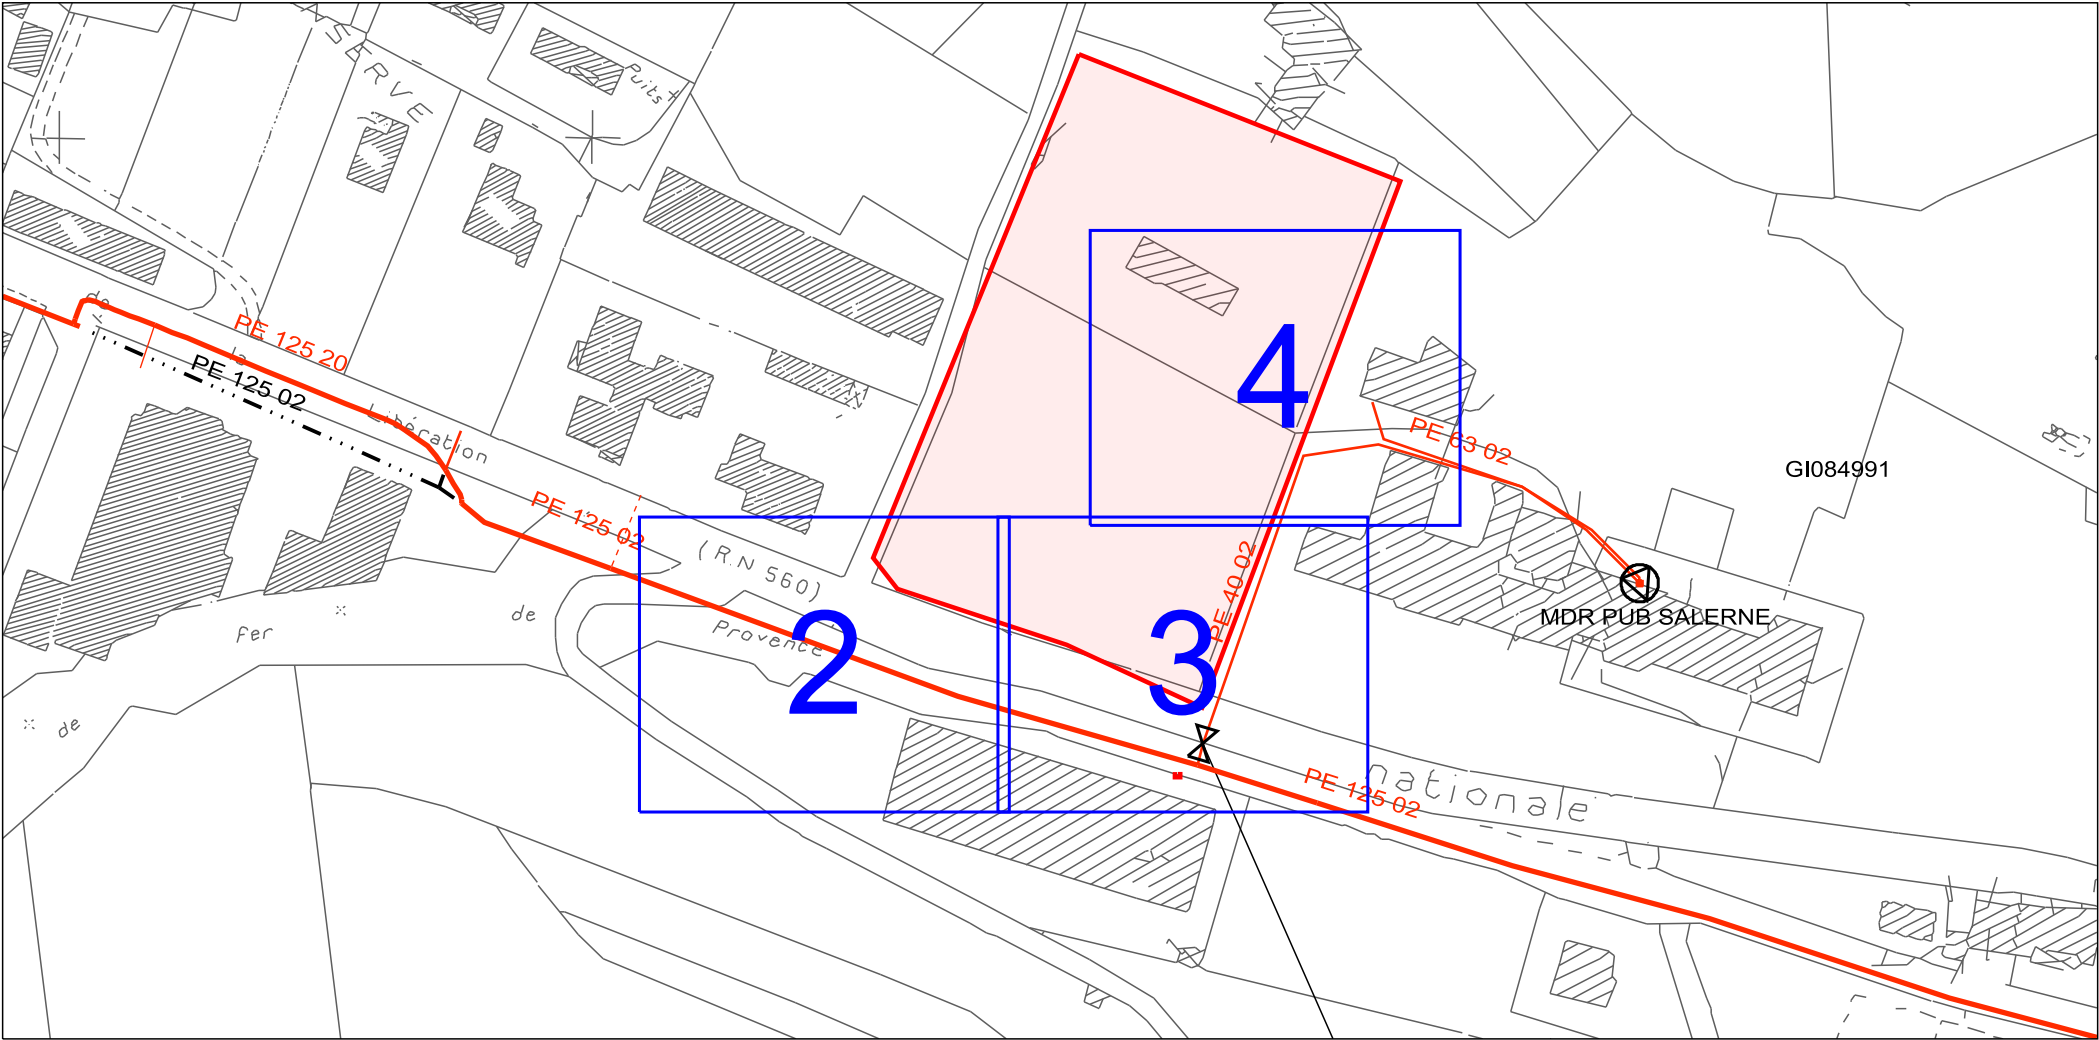 SERVE
Puits
de
la
PE 125 20
PE 125 02
Libération
PE 125 02
(R.N 560)
4
PE 63 02
GI084991
PE 40 02
MDR PUB SALERNE
de
fer
de
Provence
2
3
PE 125 02
nationale